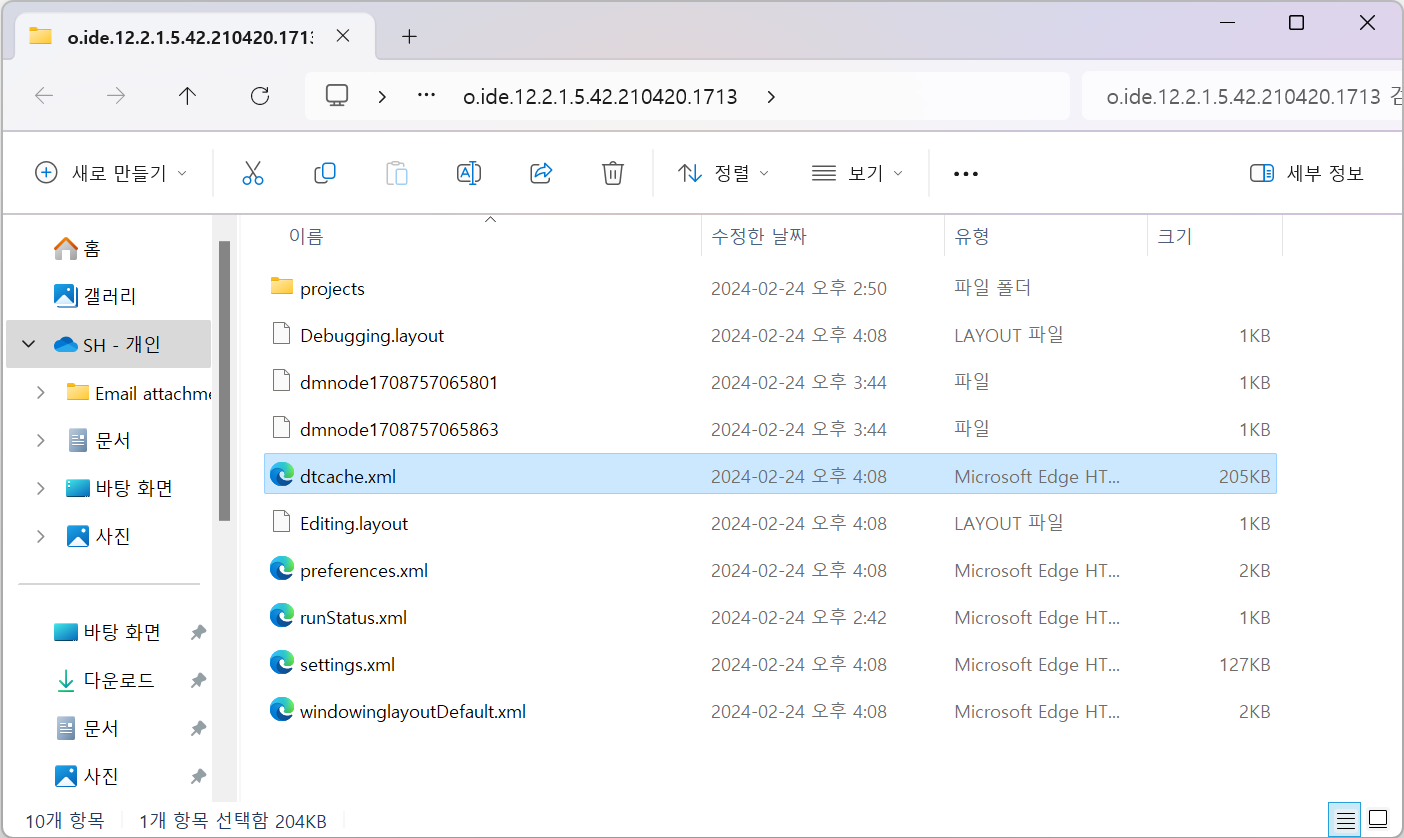 o.ide.12.2.1.5.42.210420.1713
o.ide.12.2.1.5.42.210420.1713
o.ide.12.2.1.5.42.210420.1713
새로 만들기
정렬
보기
세부 정보
이름 수정한 날짜 유형 크기
홈
갤러리
SH - 개인
Email attachme
문서
바탕 화면
사진
바탕 화면
다운로드
문서
사진
projects 2024-02-24 오후 2:50 파일 폴더
Debugging.layout 2024-02-24 오후 4:08 LAYOUT 파일 1KB
dmnode1708757065801 2024-02-24 오후 3:44 파일 1KB
dmnode1708757065863 2024-02-24 오후 3:44 파일 1KB
dtcache.xml 2024-02-24 오후 4:08 Microsoft Edge HT... 205KB
Editing.layout 2024-02-24 오후 4:08 LAYOUT 파일 1KB
preferences.xml 2024-02-24 오후 4:08 Microsoft Edge HT... 2KB
runStatus.xml 2024-02-24 오후 2:42 Microsoft Edge HT... 1KB
settings.xml 2024-02-24 오후 4:08 Microsoft Edge HT... 127KB
windowinglayoutDefault.xml 2024-02-24 오후 4:08 Microsoft Edge HT... 2KB
10개 항목 1개 항목 선택함 204KB